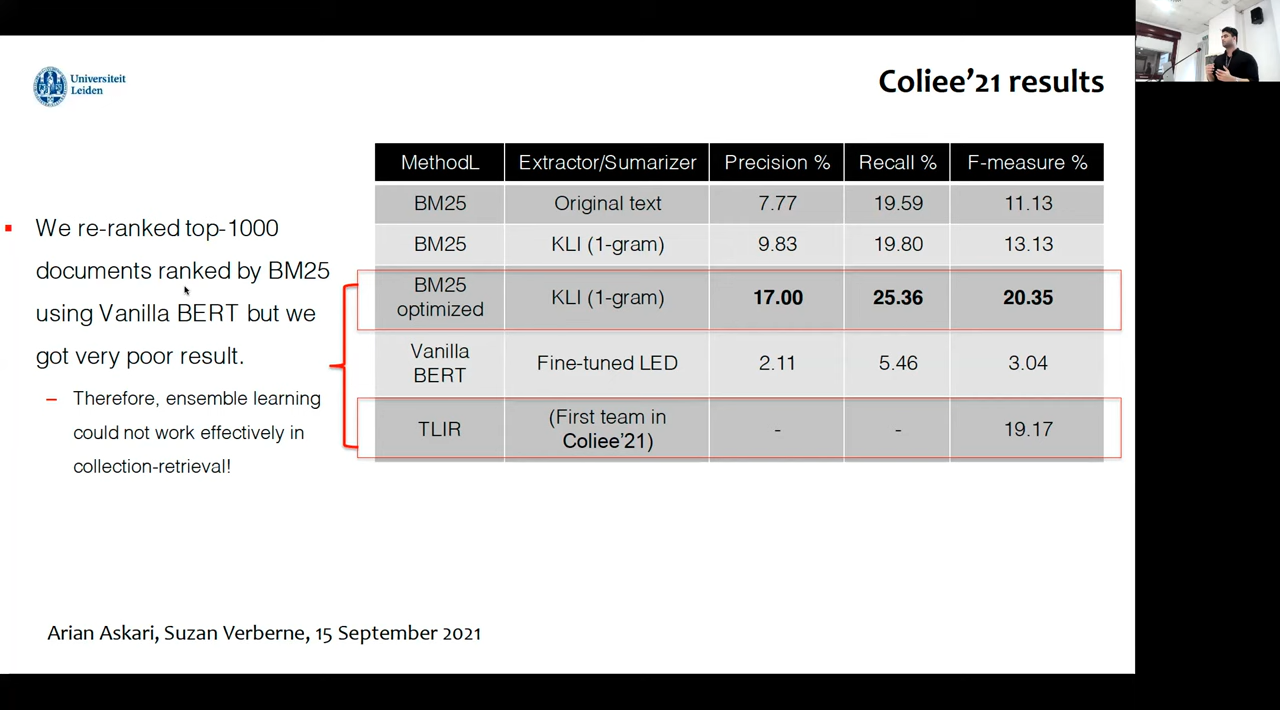 Universiteit
Leiden
Coliee’21 results
▪ We re-ranked top-1000
documents ranked by BM25
using Vanilla BERT but we
got very poor result.
– Therefore, ensemble learning
could not work effectively in
collection-retrieval!
MethodL Extractor/Sumarizer Precision % Recall % F-measure %
BM25 Original text 7.77 19.59 11.13
BM25 KLI (1-gram) 9.83 19.80 13.13
BM25
optimized KLI (1-gram) 17.00 25.36 20.35
Vanilla
BERT Fine-tuned LED 2.11 5.46 3.04
TLIR (First team in
Coliee’21) - - 19.17
Arian Askari, Suzan Verberne, 15 September 2021